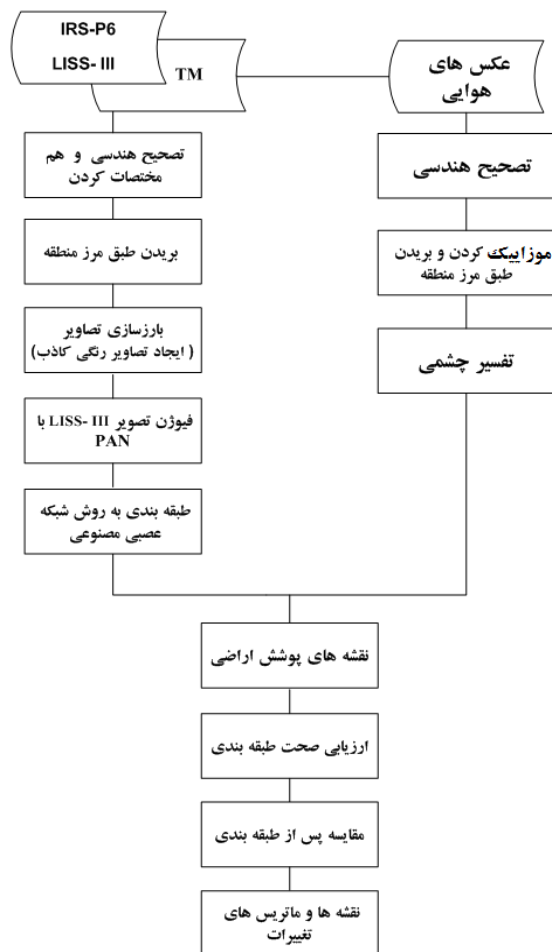 IRS-P6
LISS- III
TM
عکس های
هوایی
تصحیح هندسی و هم
مختصات کردن
بریدن طبق مرز منطقه
بارزسازی تصاویر
( ایجاد تصاویر رنگی کاذب)
فیوژن تصویر LISS- III با
PAN
طبقه بندی به روش شبکه
عصبی مصنوعی
تصحیح هندسی
موزاییک کردن و بریدن
طبق مرز منطقه
تفسیر چشمی
نقشه های پوشش اراضی
ارزیابی صحت طبقه بندی
مقایسه پس از طبقه بندی
نقشه ها و ماتریس های
تغییرات